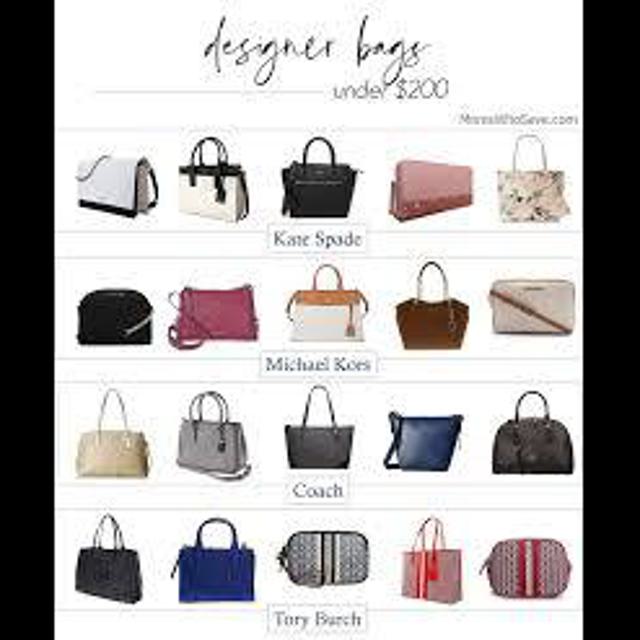 designer bags
under $200
MomsWhoSave.com
Kate Spade
Michael Kors
Coach
Tory Burch